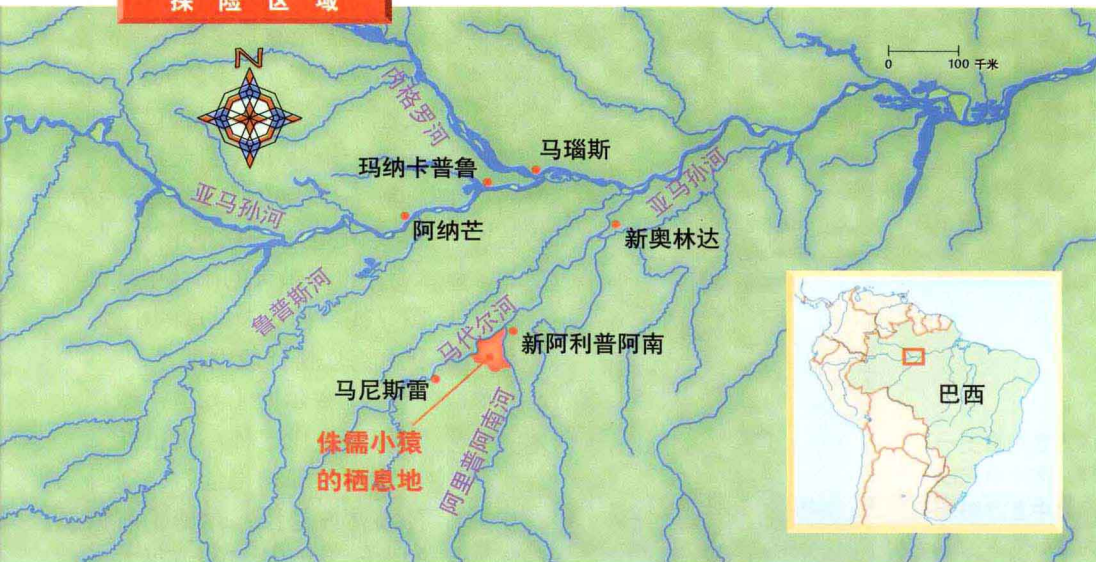 探险区域
N
0 100 千米
内格罗河
马瑙斯
玛纳卡普鲁
亚马孙河
亚马孙河
阿纳芒
新奥林达
鲁普斯河
马代尔河
新阿利普阿南
马尼斯雷
巴西
侏儒小猿
的栖息地
阿里普阿南河